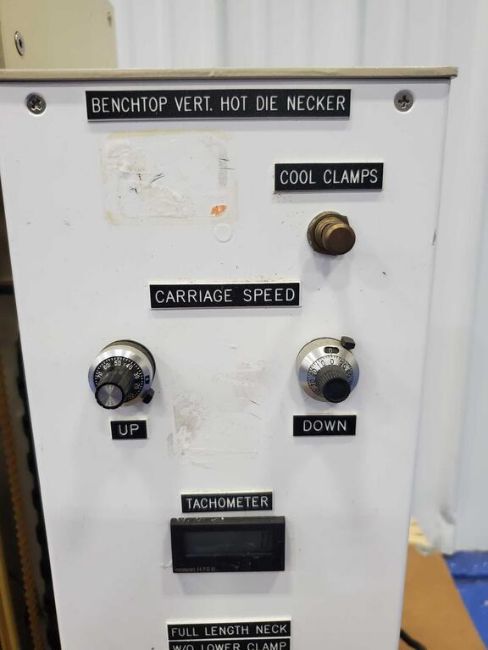 BENCHTOP VERT. HOT DIE NECKER
COOL CLAMPS
CARRIAGE SPEED
UP
DOWN
TACHOMETER
FULL LENGTH NECK
W/O LOWER CLAMP